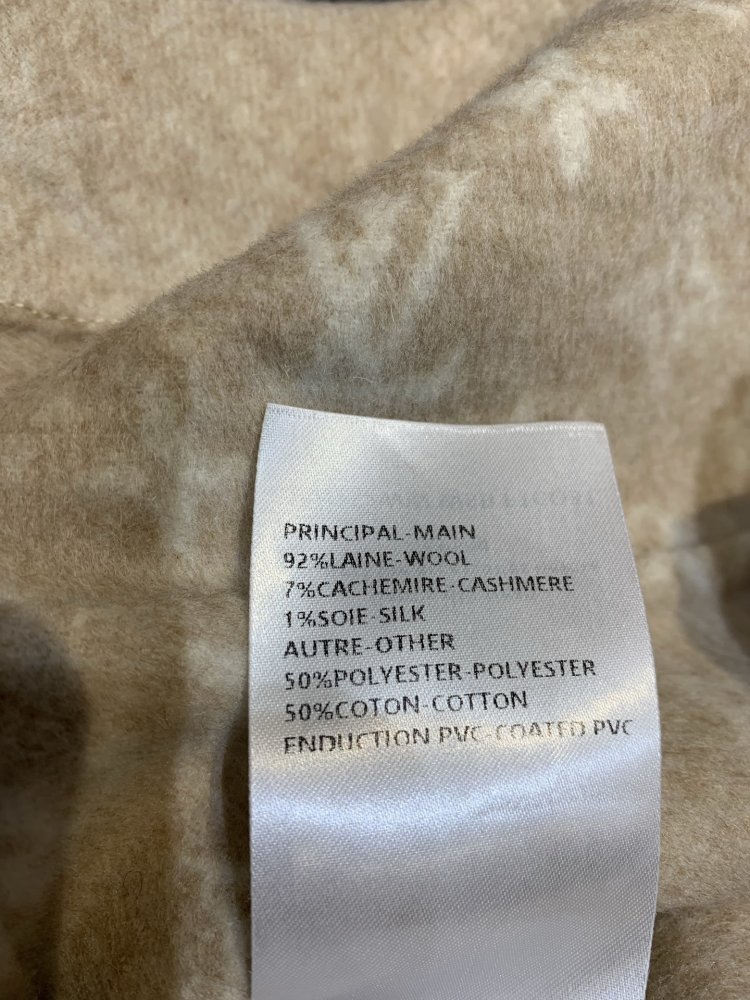 PRINCIPAL-MAIN
92%LAINE-WOOL
7%CACHEMIRE-CASHMERE
1%SOIE-SILK
AUTRE-OTHER
50%POLYESTER-POLYESTER
50%COTON-COTTON
ENDUCTION PVC-COATED PVC